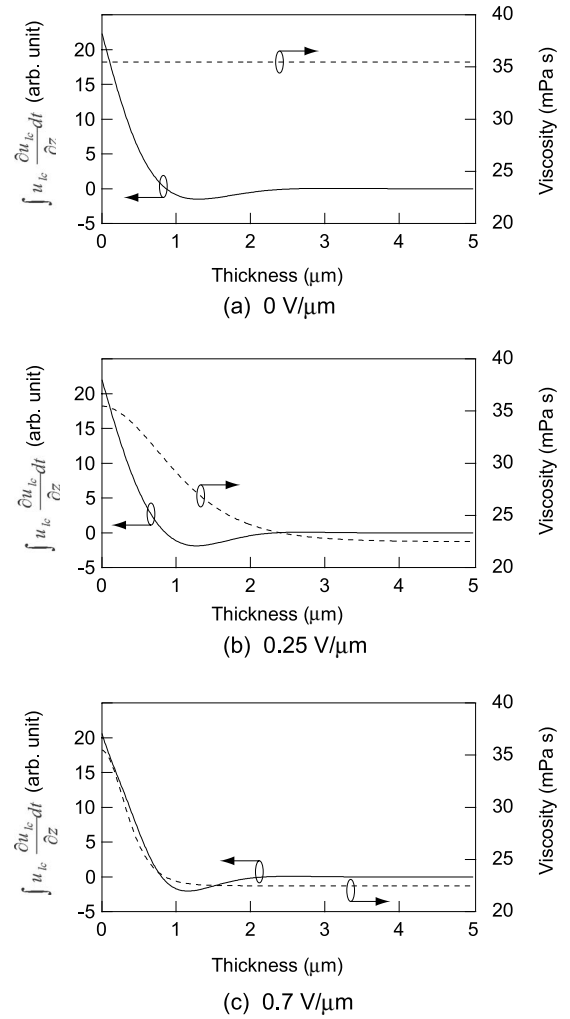 40
20
35
15
10
30
5
25
0
-5
20
0 1 2 3 4 5
∫ u_lc ∂u_lc/∂z dt (arb. unit)
Viscosity (mPa s)
Thickness (μm)
(a) 0 V/μm
40
20
35
15
10
30
5
25
0
-5
20
0 1 2 3 4 5
∫ u_lc ∂u_lc/∂z dt (arb. unit)
Viscosity (mPa s)
Thickness (μm)
(b) 0.25 V/μm
40
20
35
15
10
30
5
25
0
-5
20
0 1 2 3 4 5
∫ u_lc ∂u_lc/∂z dt (arb. unit)
Viscosity (mPa s)
Thickness (μm)
(c) 0.7 V/μm